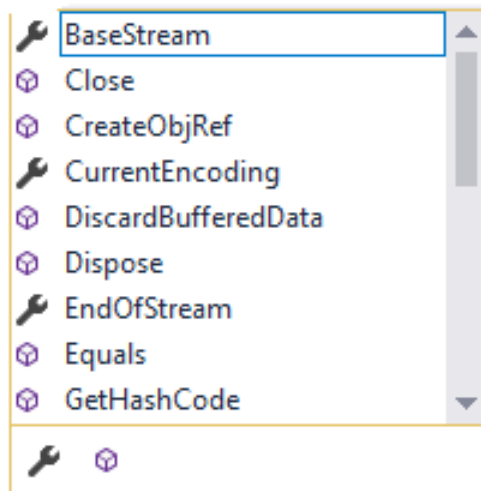 BaseStream
Close
CreateObjRef
CurrentEncoding
DiscardBufferedData
Dispose
EndOfStream
Equals
GetHashCode